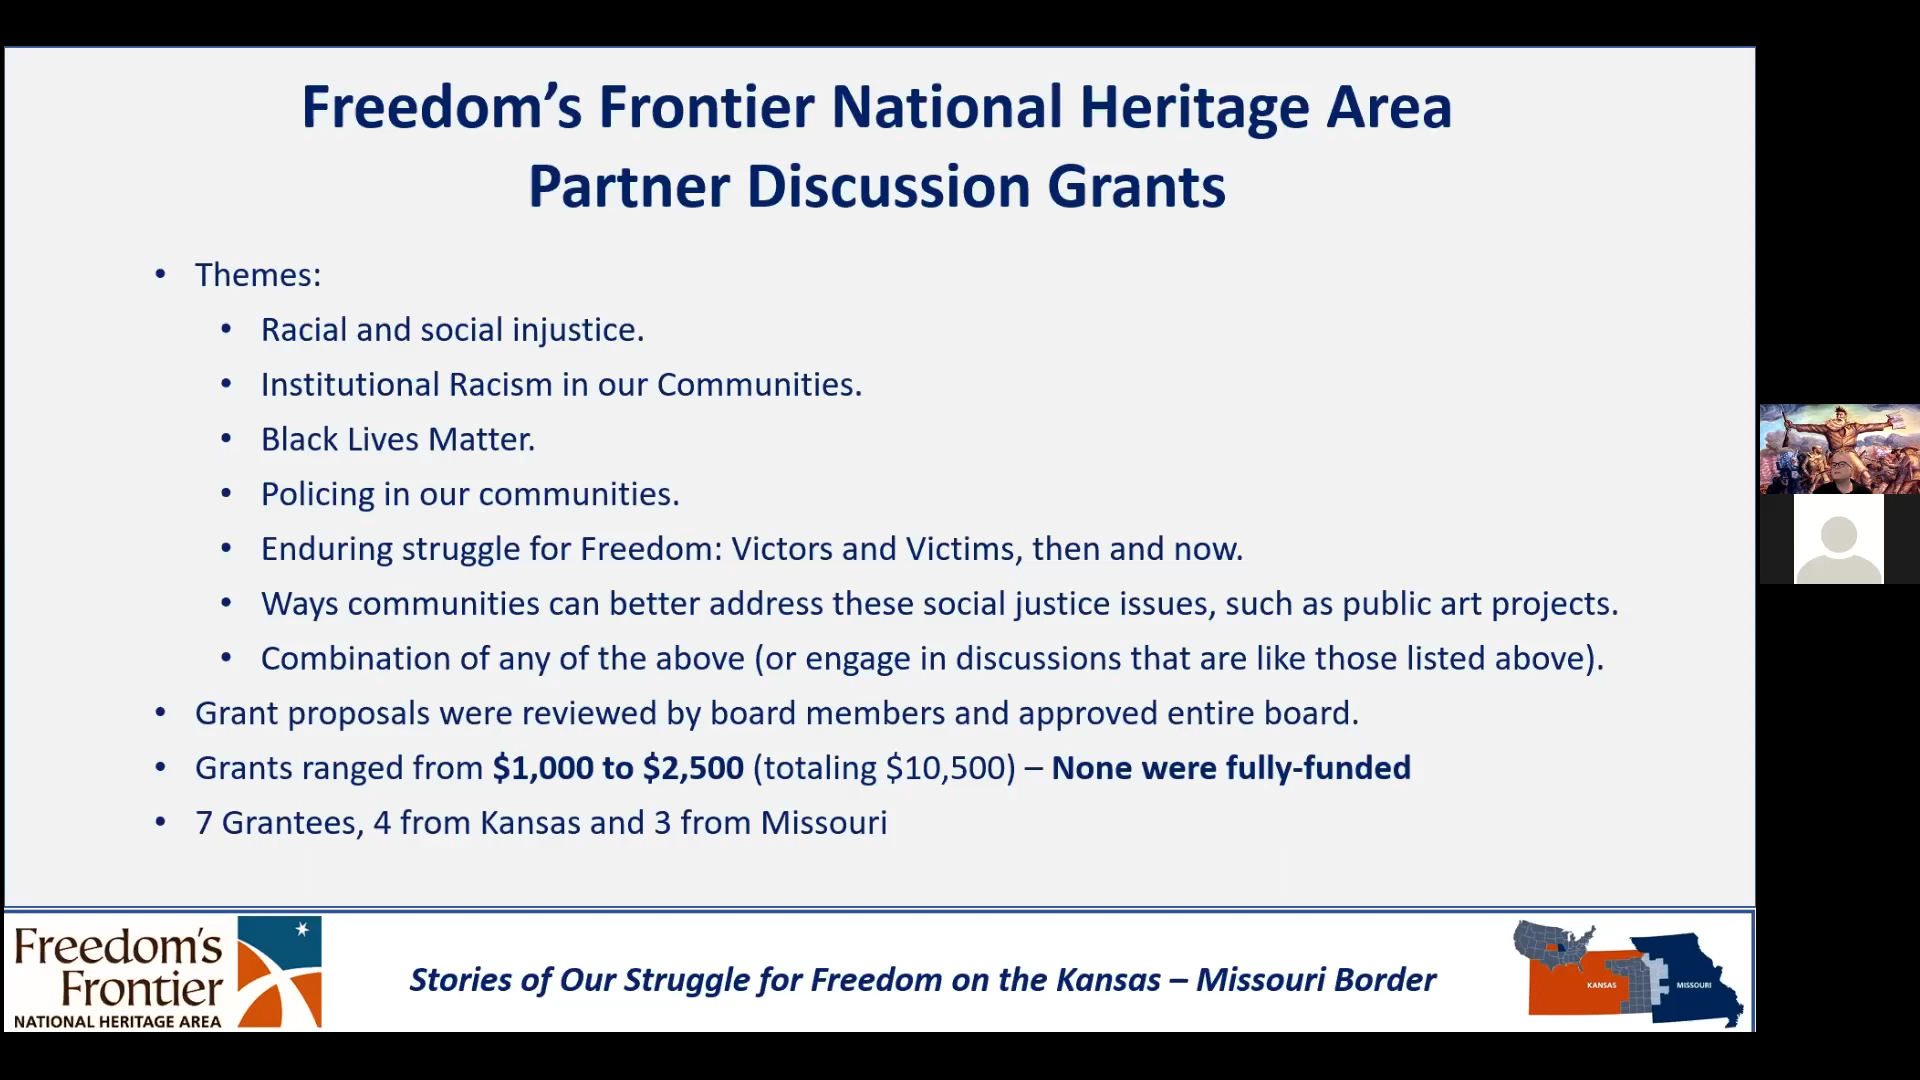 Freedom’s Frontier National Heritage Area
Partner Discussion Grants
• Themes:
• Racial and social injustice.
• Institutional Racism in our Communities.
• Black Lives Matter.
• Policing in our communities.
• Enduring struggle for Freedom: Victors and Victims, then and now.
• Ways communities can better address these social justice issues, such as public art projects.
• Combination of any of the above (or engage in discussions that are like those listed above).
• Grant proposals were reviewed by board members and approved entire board.
• Grants ranged from $1,000 to $2,500 (totaling $10,500) – None were fully-funded
• 7 Grantees, 4 from Kansas and 3 from Missouri
Freedom's
Frontier
NATIONAL HERITAGE AREA
Stories of Our Struggle for Freedom on the Kansas – Missouri Border
KANSAS
MISSOURI